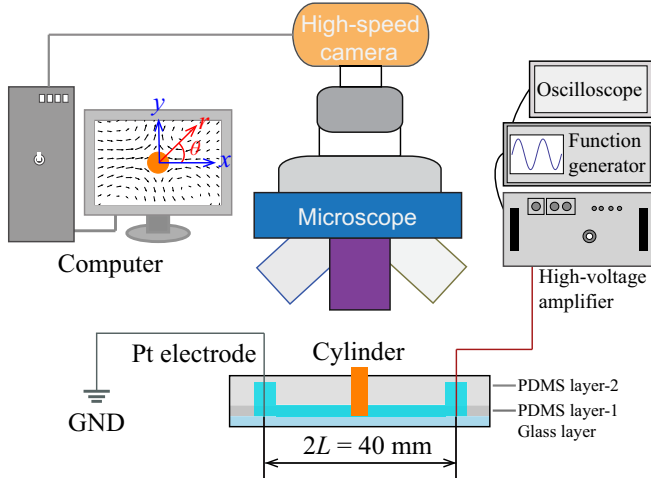 High-speed
camera
Oscilloscope
Function
generator
y
r
θ
x
Microscope
Computer
High-voltage
amplifier
Pt electrode
Cylinder
PDMS layer-2
PDMS layer-1
Glass layer
GND
2L = 40 mm